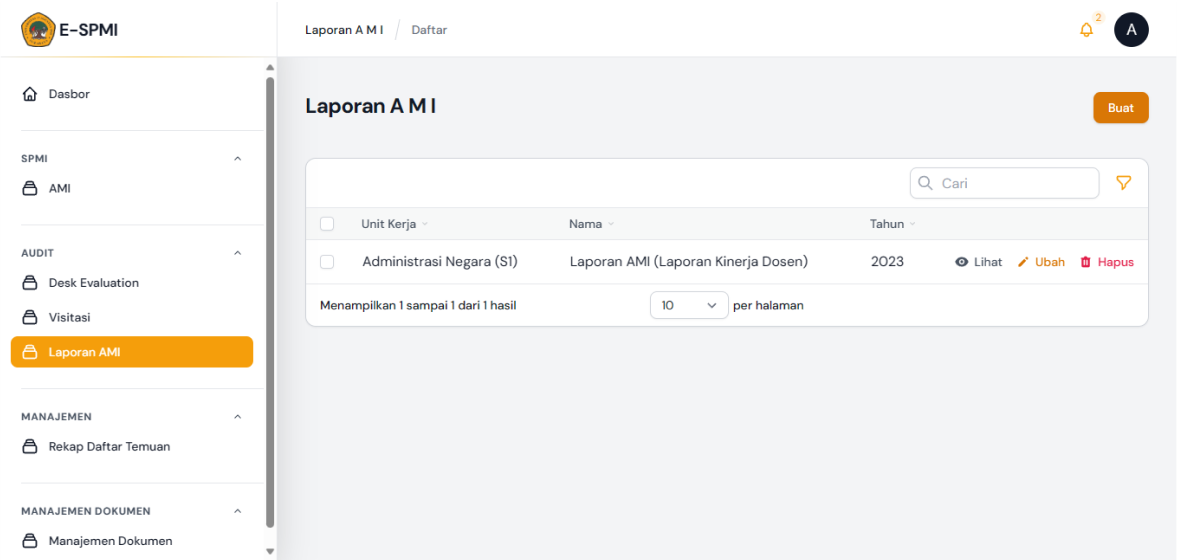 E-SPMI
Laporan A M I / Daftar
2
A
Dasbor
SPMI
AMI
AUDIT
Desk Evaluation
Visitasi
Laporan AMI
MANAJEMEN
Rekap Daftar Temuan
MANAJEMEN DOKUMEN
Manajemen Dokumen
Laporan A M I
Buat
Cari
Unit Kerja Nama Tahun
Administrasi Negara (S1) Laporan AMI (Laporan Kinerja Dosen) 2023 Lihat Ubah Hapus
Menampilkan 1 sampai 1 dari 1 hasil 10 per halaman